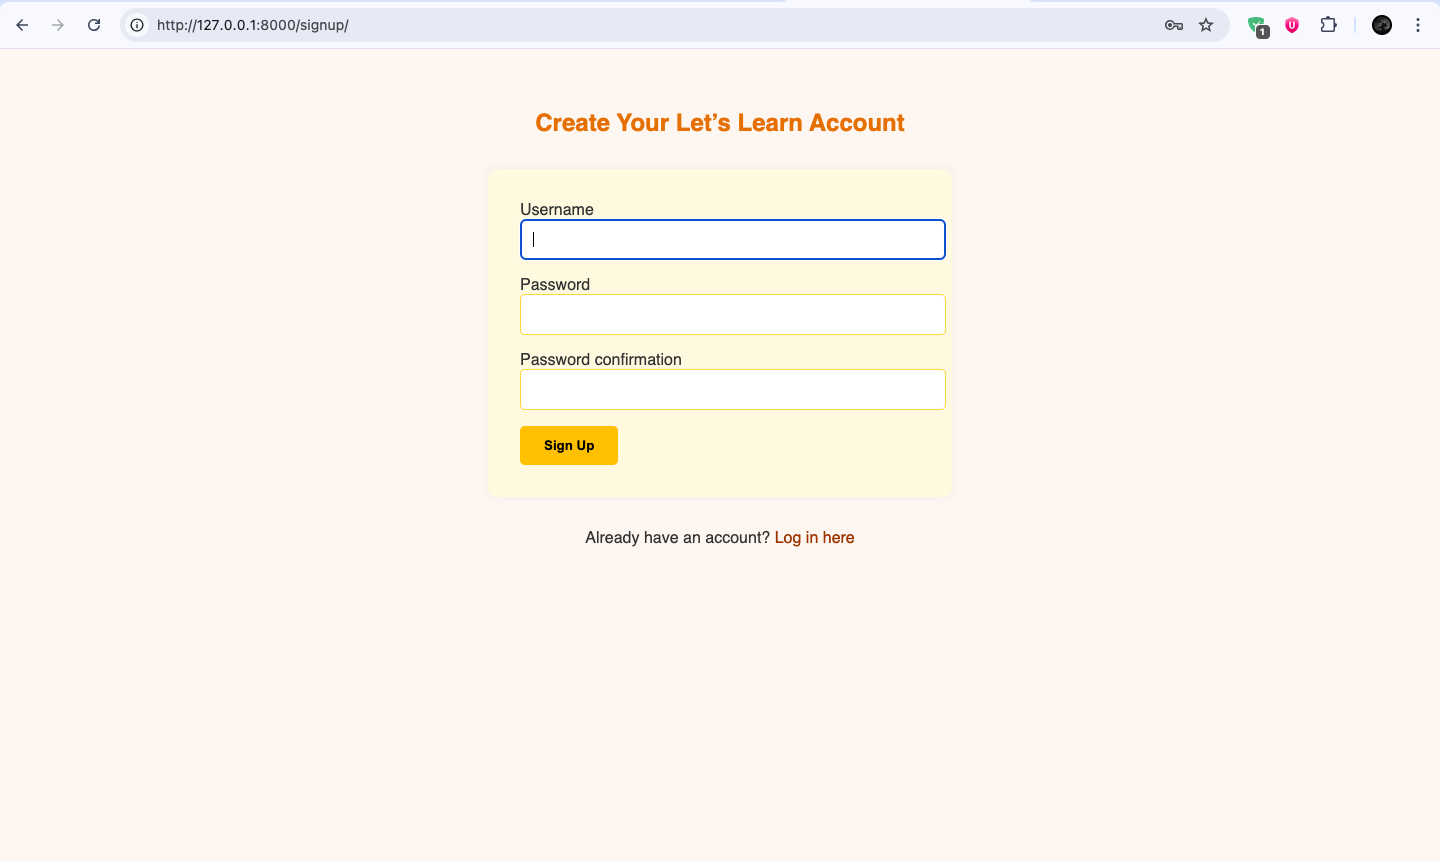 http://127.0.0.1:8000/signup/
1
U
Create Your Let’s Learn Account
Username
Password
Password confirmation
Sign Up
Already have an account? Log in here